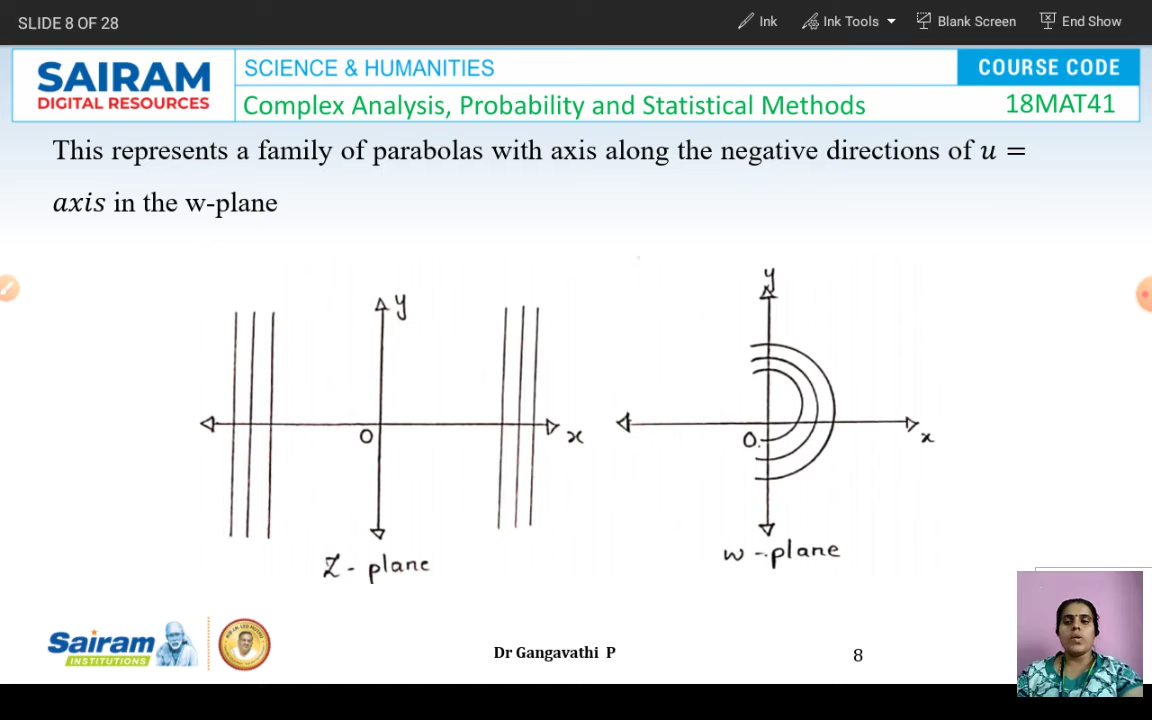 SLIDE 8 OF 28
Ink
Ink Tools
Blank Screen
End Show
SAIRAM
DIGITAL RESOURCES
SCIENCE & HUMANITIES
COURSE CODE
Complex Analysis, Probability and Statistical Methods
18MAT41
This represents a family of parabolas with axis along the negative directions of u =
axis in the w-plane
y
y
0
x
0
x
Z - plane
w - plane
Sairam
INSTITUTIONS
Dr Gangavathi P
8